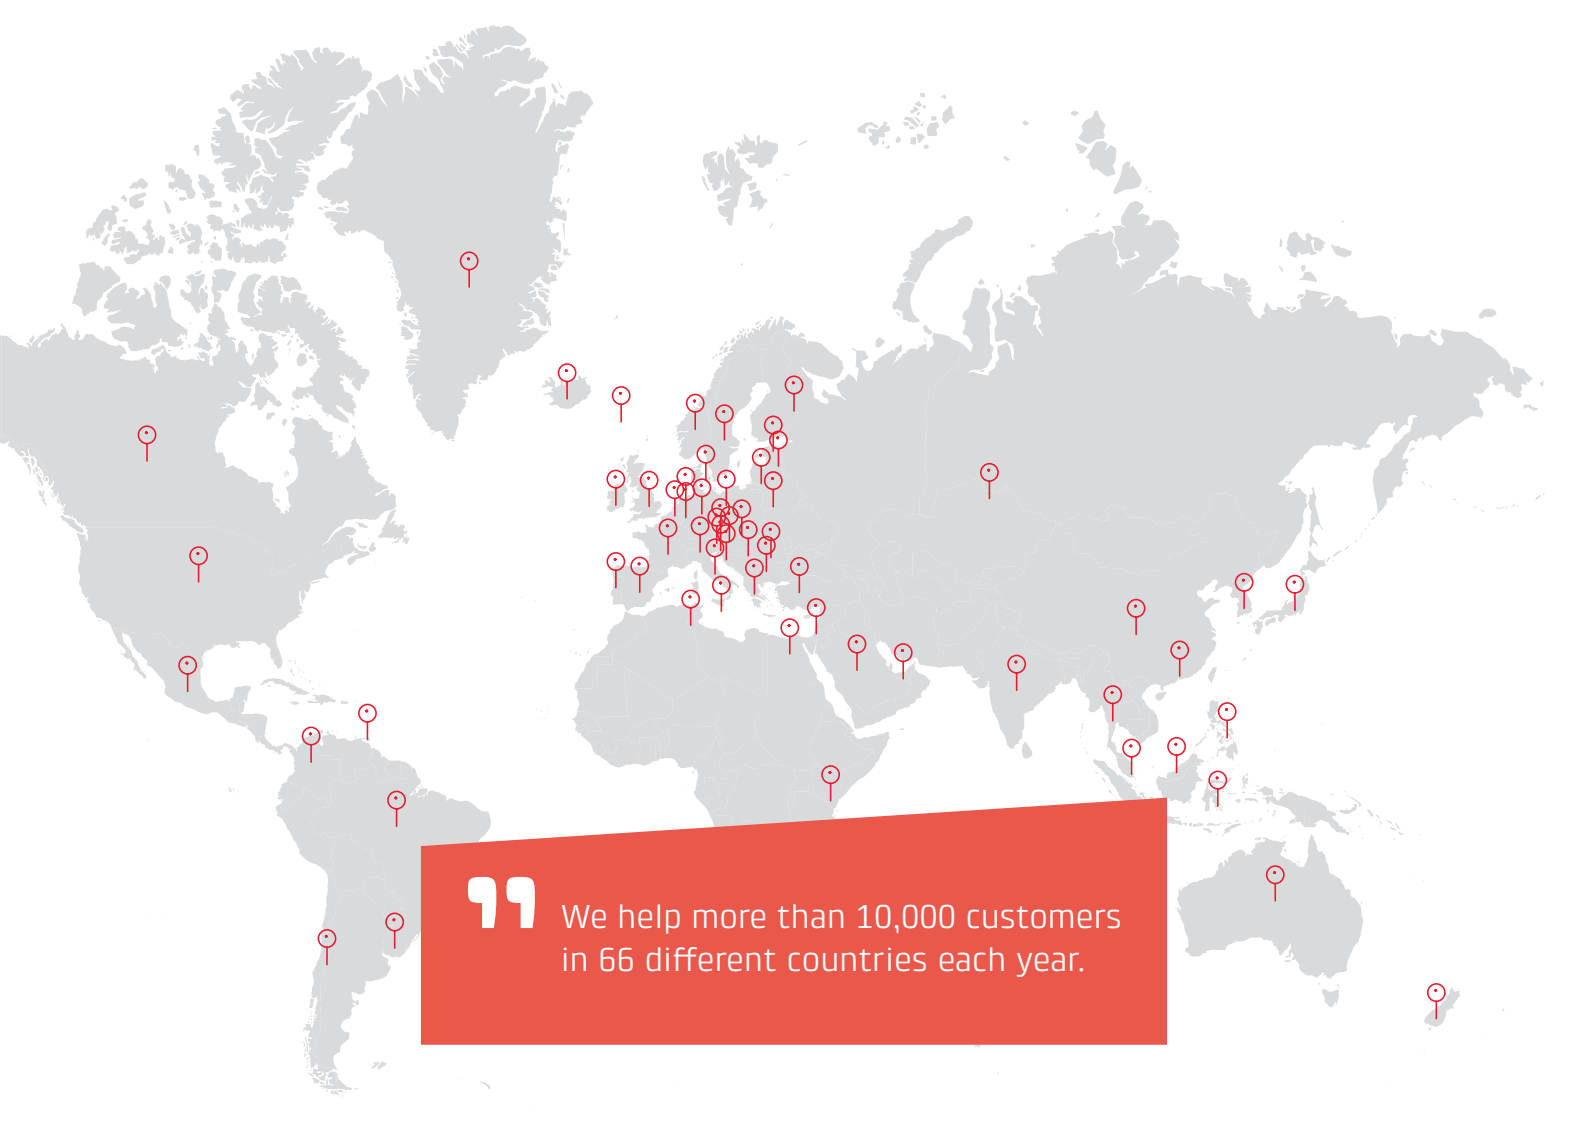 " We help more than 10,000 customers
in 66 different countries each year.